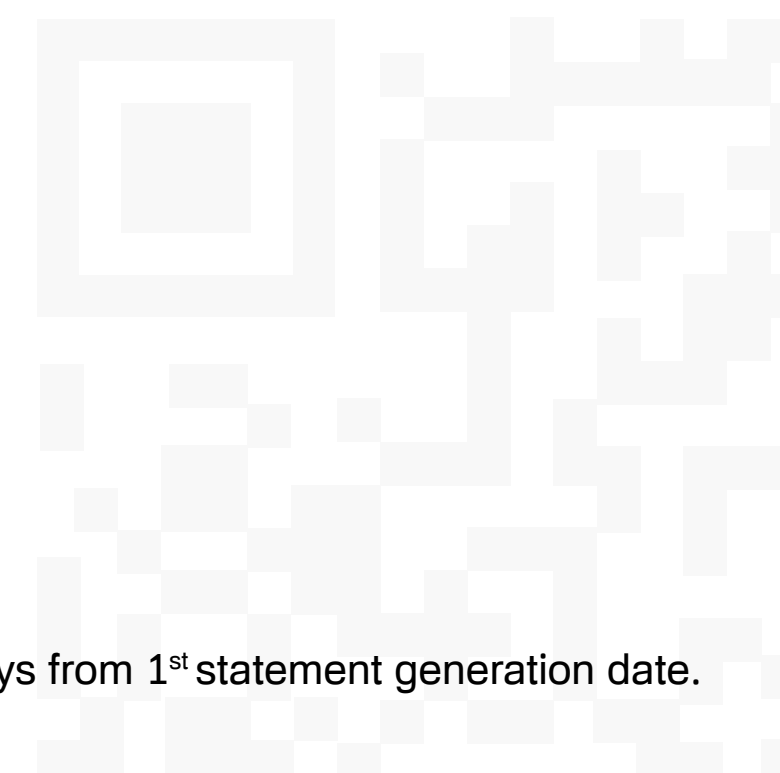 ys from 1st statement generation date.